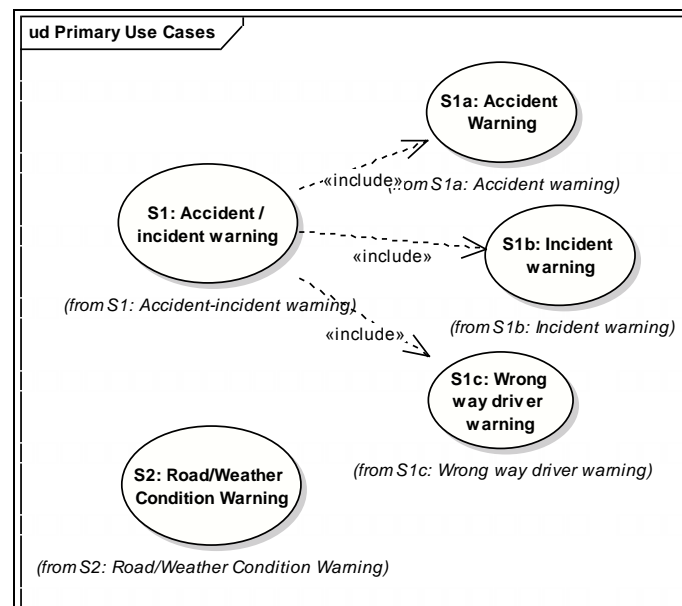 ud Primary Use Cases
S1a: Accident
Warning
«include»
from S1a: Accident warning)
S1: Accident /
incident warning
S1b: Incident
warning
«include»
(from S1: Accident-incident warning)
(from S1b: Incident warning)
«include»
S1c: Wrong
way driver
warning
S2: Road/Weather
Condition Warning
(from S1c: Wrong way driver warning)
(from S2: Road/Weather Condition Warning)